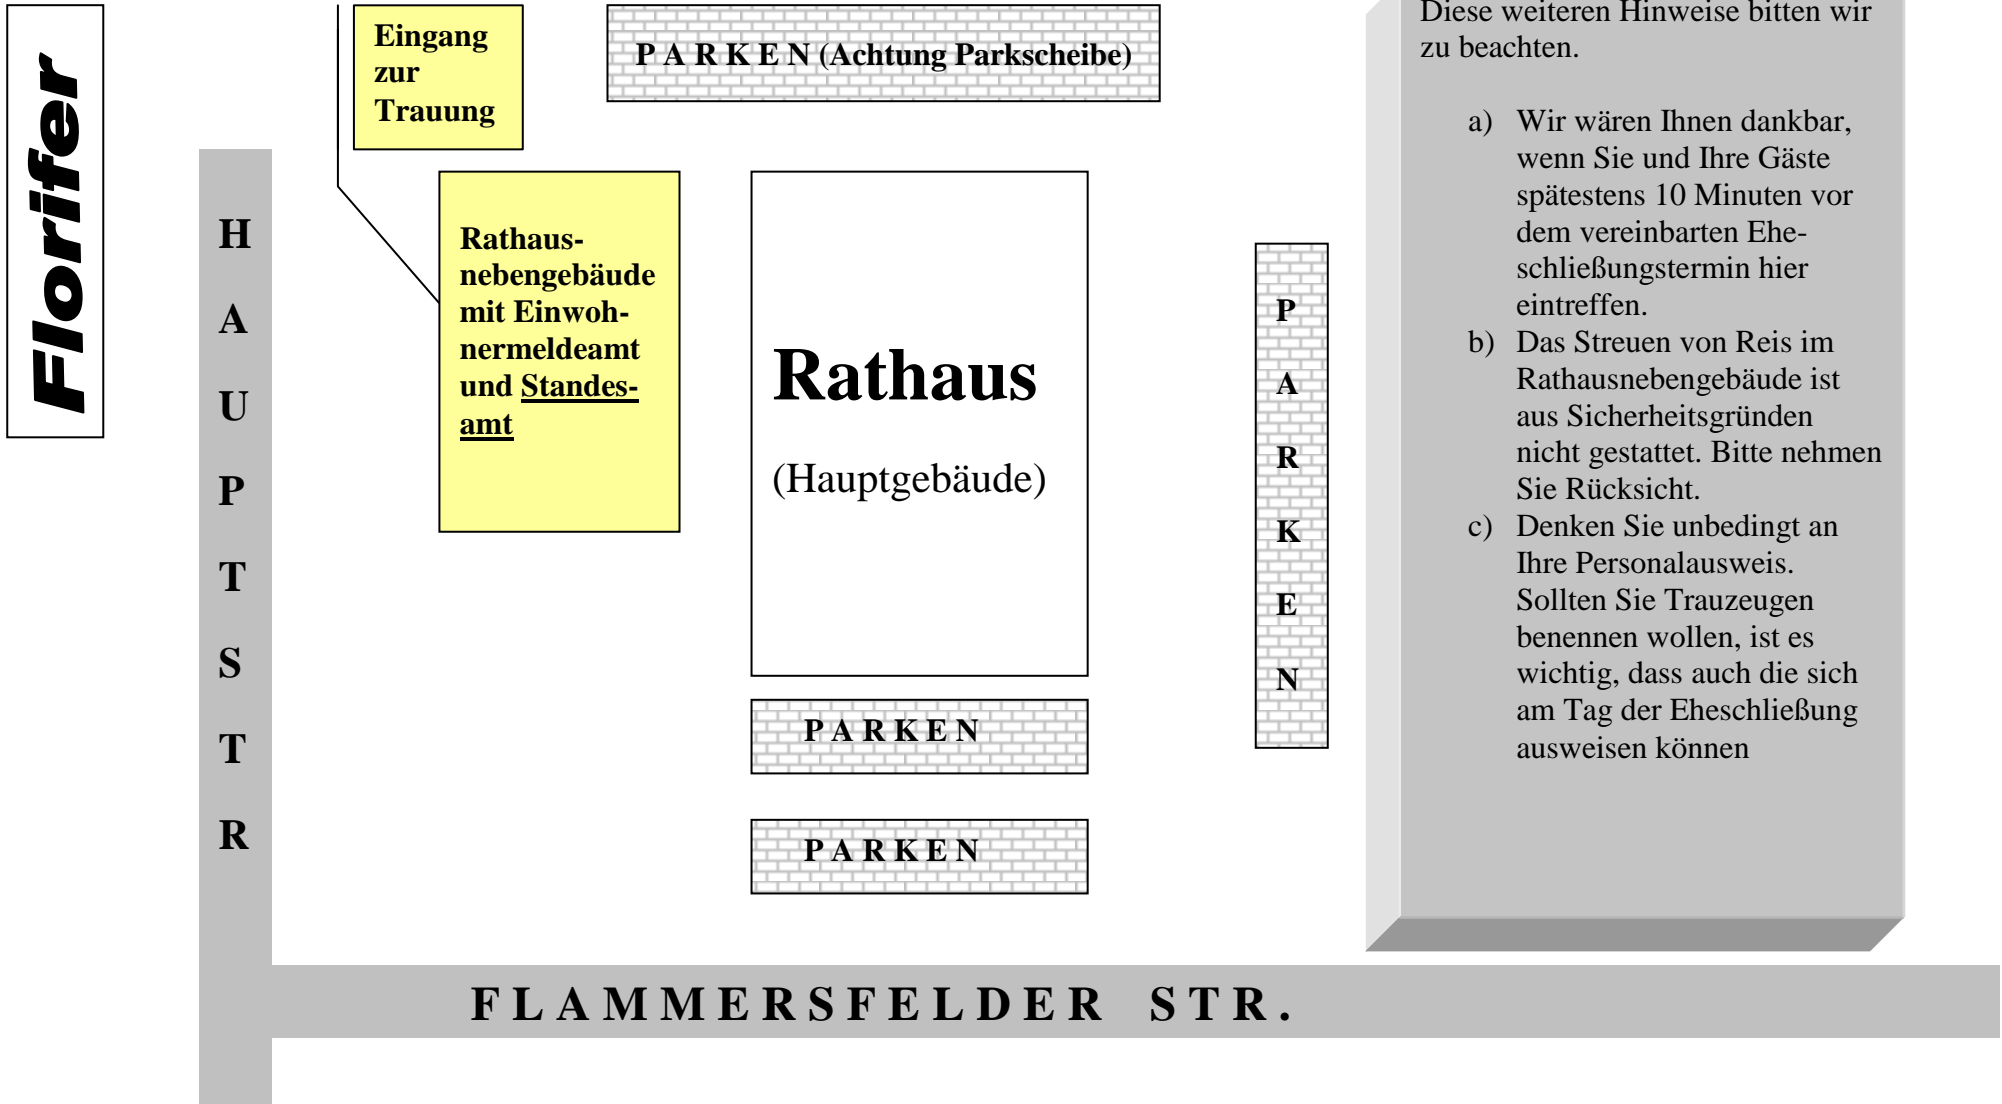 Florifer
Eingang
zur
Trauung
P A R K E N (Achtung Parkscheibe)
H
A
U
P
T
S
T
R
Rathaus-
nebengebäude
mit Einwoh-
nermeldeamt
und Standes-
amt
Rathaus
(Hauptgebäude)
P
A
R
K
E
N
P A R K E N
P A R K E N
Diese weiteren Hinweise bitten wir
zu beachten.
a) Wir wären Ihnen dankbar,
wenn Sie und Ihre Gäste
spätestens 10 Minuten vor
dem vereinbarten Ehe-
schließungstermin hier
eintreffen.
b) Das Streuen von Reis im
Rathausnebengebäude ist
aus Sicherheitsgründen
nicht gestattet. Bitte nehmen
Sie Rücksicht.
c) Denken Sie unbedingt an
Ihre Personalausweis.
Sollten Sie Trauzeugen
benennen wollen, ist es
wichtig, dass auch die sich
am Tag der Eheschließung
ausweisen können
F L A M M E R S F E L D E R S T R .